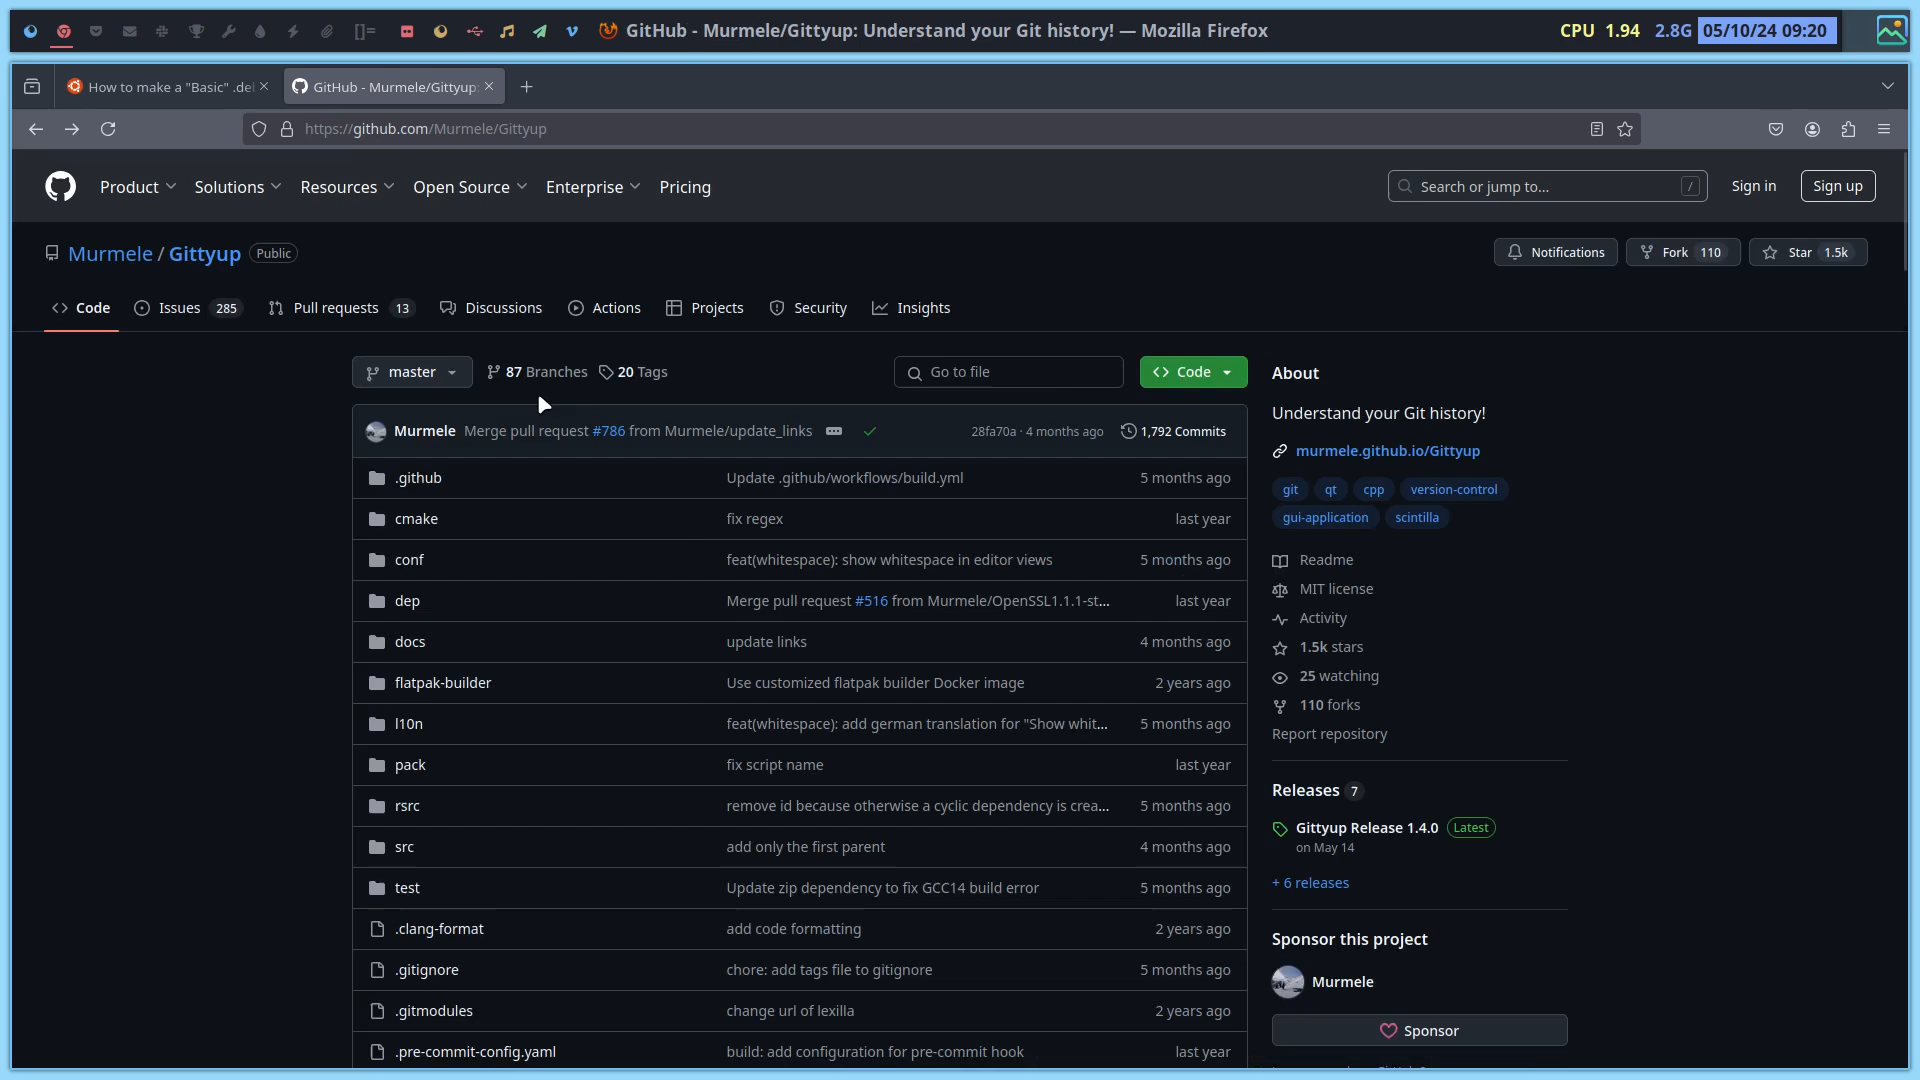 GitHub - Murmele/Gittyup: Understand your Git history! — Mozilla Firefox
CPU 1.94 2.8G 05/10/24 09:20
How to make a "Basic" .de
GitHub - Murmele/Gittyup:
https://github.com/Murmele/Gittyup
Product Solutions Resources Open Source Enterprise Pricing
Search or jump to... /
Sign in
Sign up
Murmele / Gittyup Public
Notifications
Fork 110
Star 1.5k
Code
Issues 285
Pull requests 13
Discussions
Actions
Projects
Security
Insights
master 87 Branches 20 Tags
Go to file
Code
Murmele Merge pull request #786 from Murmele/update_links 28fa70a · 4 months ago 1,792 Commits
.github Update .github/workflows/build.yml 5 months ago
cmake fix regex last year
conf feat(whitespace): show whitespace in editor views 5 months ago
dep Merge pull request #516 from Murmele/OpenSSL1.1.1-st... last year
docs update links 4 months ago
flatpak-builder Use customized flatpak builder Docker image 2 years ago
l10n feat(whitespace): add german translation for "Show whit... 5 months ago
pack fix script name last year
rsrc remove id because otherwise a cyclic dependency is crea... 5 months ago
src add only the first parent 4 months ago
test Update zip dependency to fix GCC14 build error 5 months ago
.clang-format add code formatting 2 years ago
.gitignore chore: add tags file to gitignore 5 months ago
.gitmodules change url of lexilla 2 years ago
.pre-commit-config.yaml build: add configuration for pre-commit hook last year
About
Understand your Git history!
murmele.github.io/Gittyup
git qt cpp version-control
gui-application scintilla
Readme
MIT license
Activity
1.5k stars
25 watching
110 forks
Report repository
Releases 7
Gittyup Release 1.4.0 Latest
on May 14
+ 6 releases
Sponsor this project
Murmele
Sponsor